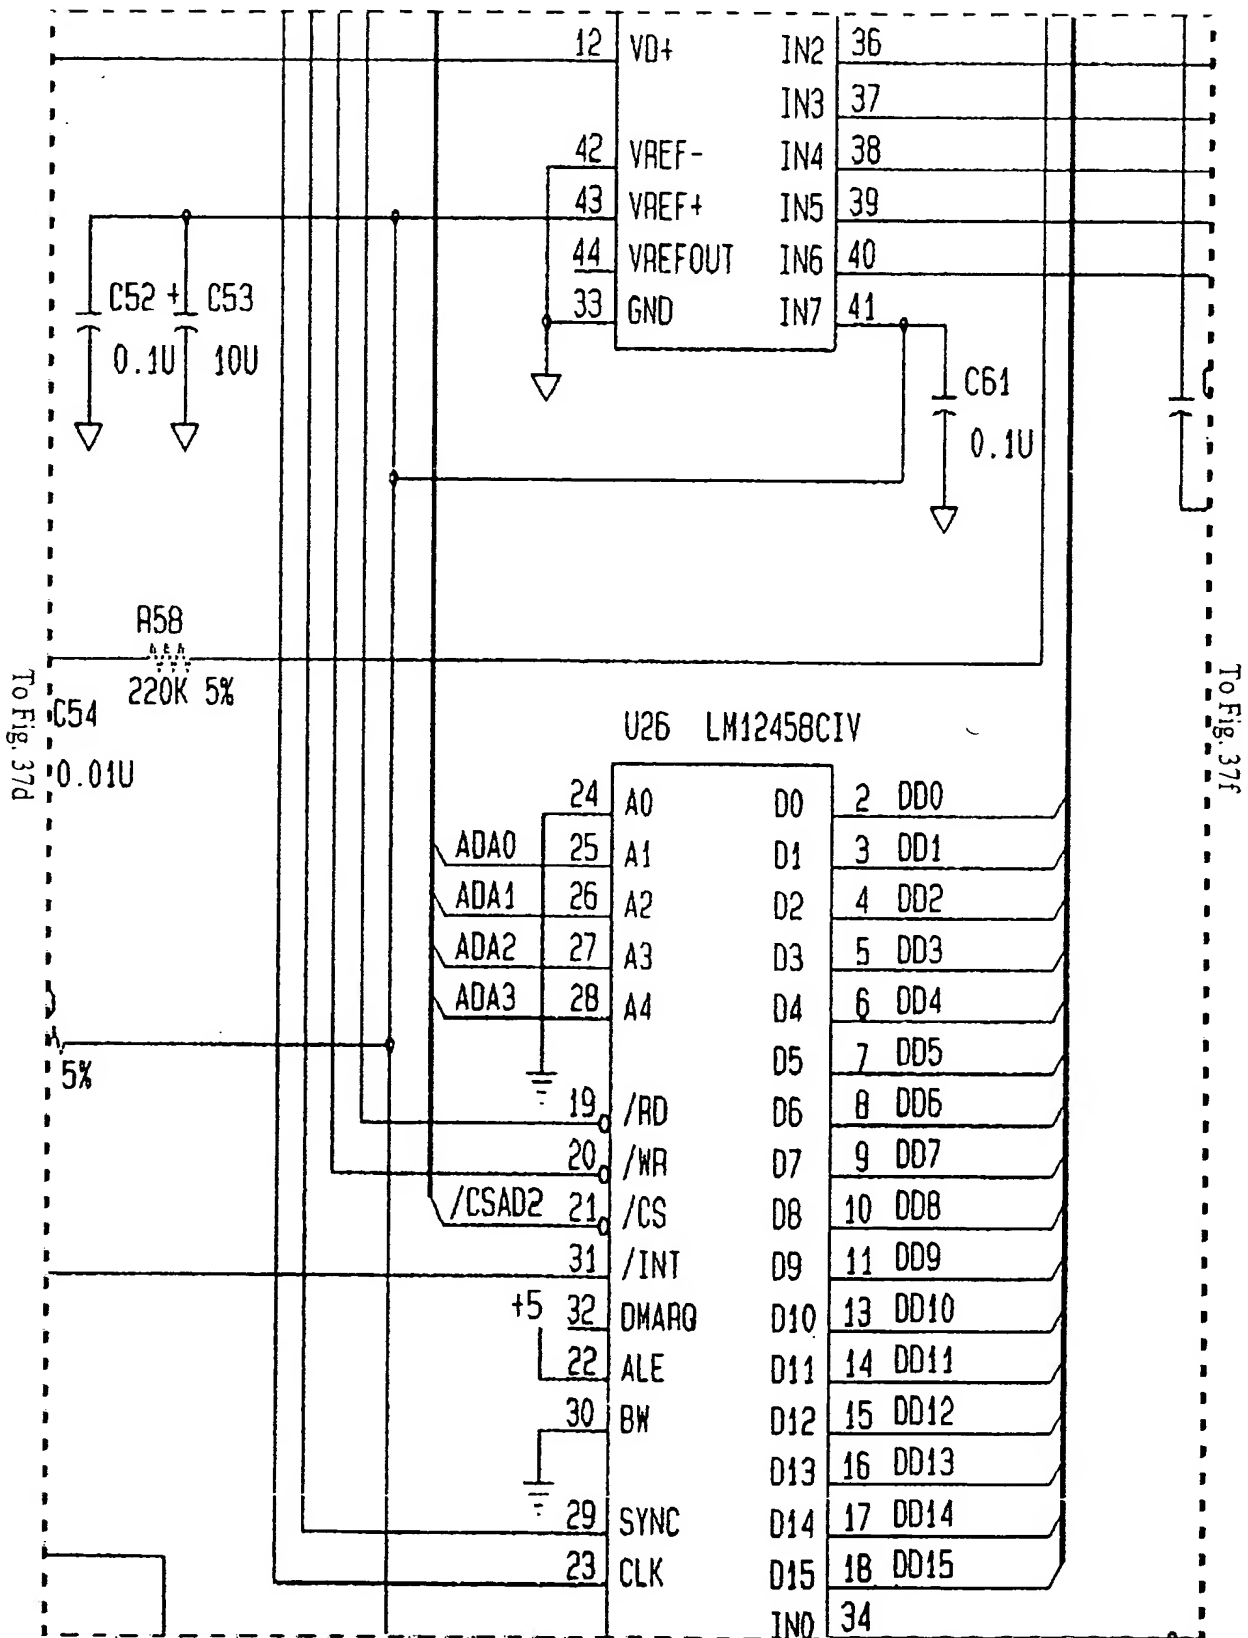 12 VD+ IN2 36
IN3 37
42 VREF- IN4 38
43 VREF+ IN5 39
44 VREFOUT IN6 40
33 GND IN7 41
C52 + C53
0.1U 10U
C61
0.1U
R58
220K 5%
C54
0.01U
To Fig. 37d
To Fig. 37f
U26 LM12458CIV
24 A0 D0 2 DD0
ADA0 25 A1 D1 3 DD1
ADA1 26 A2 D2 4 DD2
ADA2 27 A3 D3 5 DD3
ADA3 28 A4 D4 6 DD4
D5 7 DD5
5%
19 /RD D6 8 DD6
20 /WR D7 9 DD7
/CSAD2 21 /CS D8 10 DD8
31 /INT D9 11 DD9
+5 32 DMARQ D10 13 DD10
22 ALE D11 14 DD11
30 BW D12 15 DD12
D13 16 DD13
29 SYNC D14 17 DD14
23 CLK D15 18 DD15
IN0 34